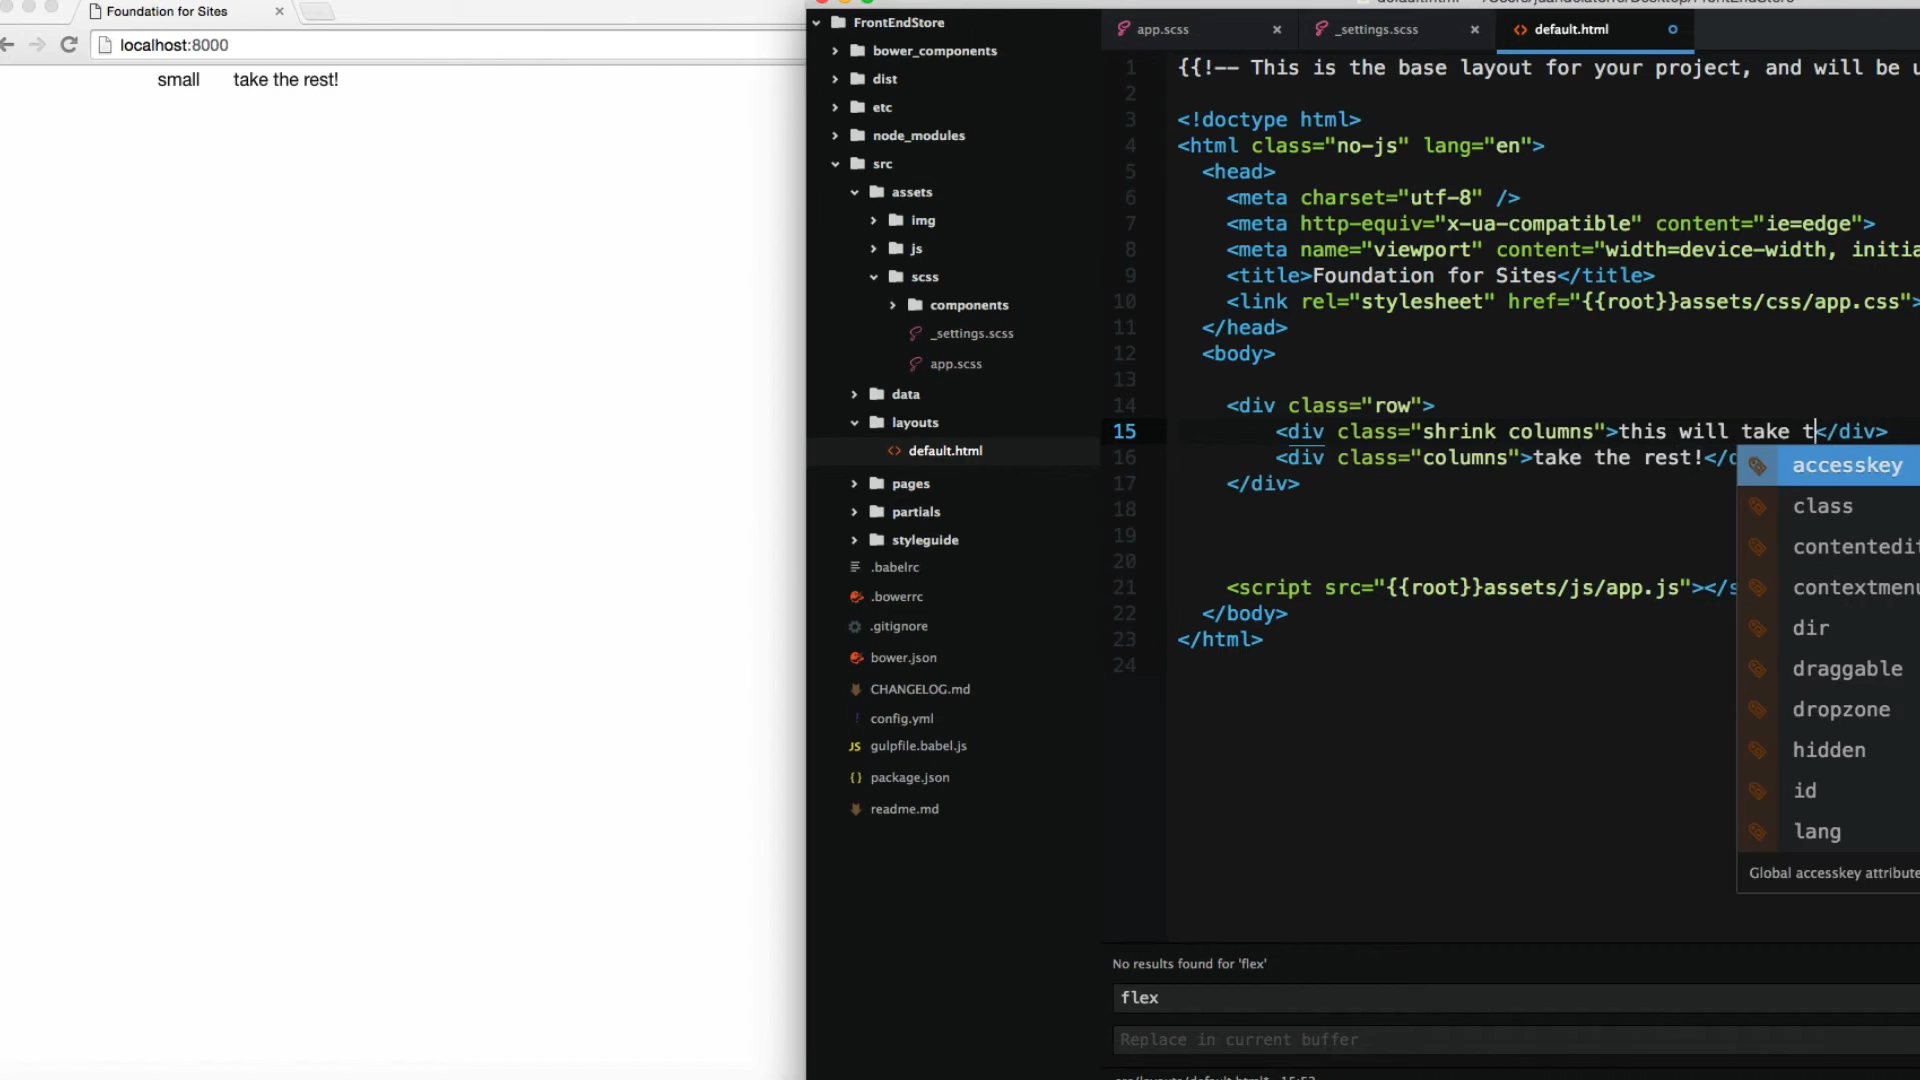 Foundation for Sites
localhost:8000
small take the rest!
FrontEndStore
bower_components
dist
etc
node_modules
src
assets
img
js
scss
components
_settings.scss
app.scss
data
layouts
default.html
pages
partials
styleguide
.babelrc
.bowerrc
.gitignore
bower.json
CHANGELOG.md
config.yml
gulpfile.babel.js
package.json
readme.md
app.scss
_settings.scss
default.html
1 {{!-- This is the base layout for your project, and will be u
2
3 <!doctype html>
4 <html class="no-js" lang="en">
5 <head>
6 <meta charset="utf-8" />
7 <meta http-equiv="x-ua-compatible" content="ie=edge">
8 <meta name="viewport" content="width=device-width, initia
9 <title>Foundation for Sites</title>
10 <link rel="stylesheet" href="{{root}}assets/css/app.css">
11 </head>
12 <body>
13
14 <div class="row">
15 <div class="shrink columns">this will take t</div>
16 <div class="columns">take the rest!</
17 </div>
18
19
20
21 <script src="{{root}}assets/js/app.js"></s
22 </body>
23 </html>
24
accesskey
class
contentedit
contextmenu
dir
draggable
dropzone
hidden
id
lang
Global accesskey attribute
No results found for 'flex'
flex
Replace in current buffer